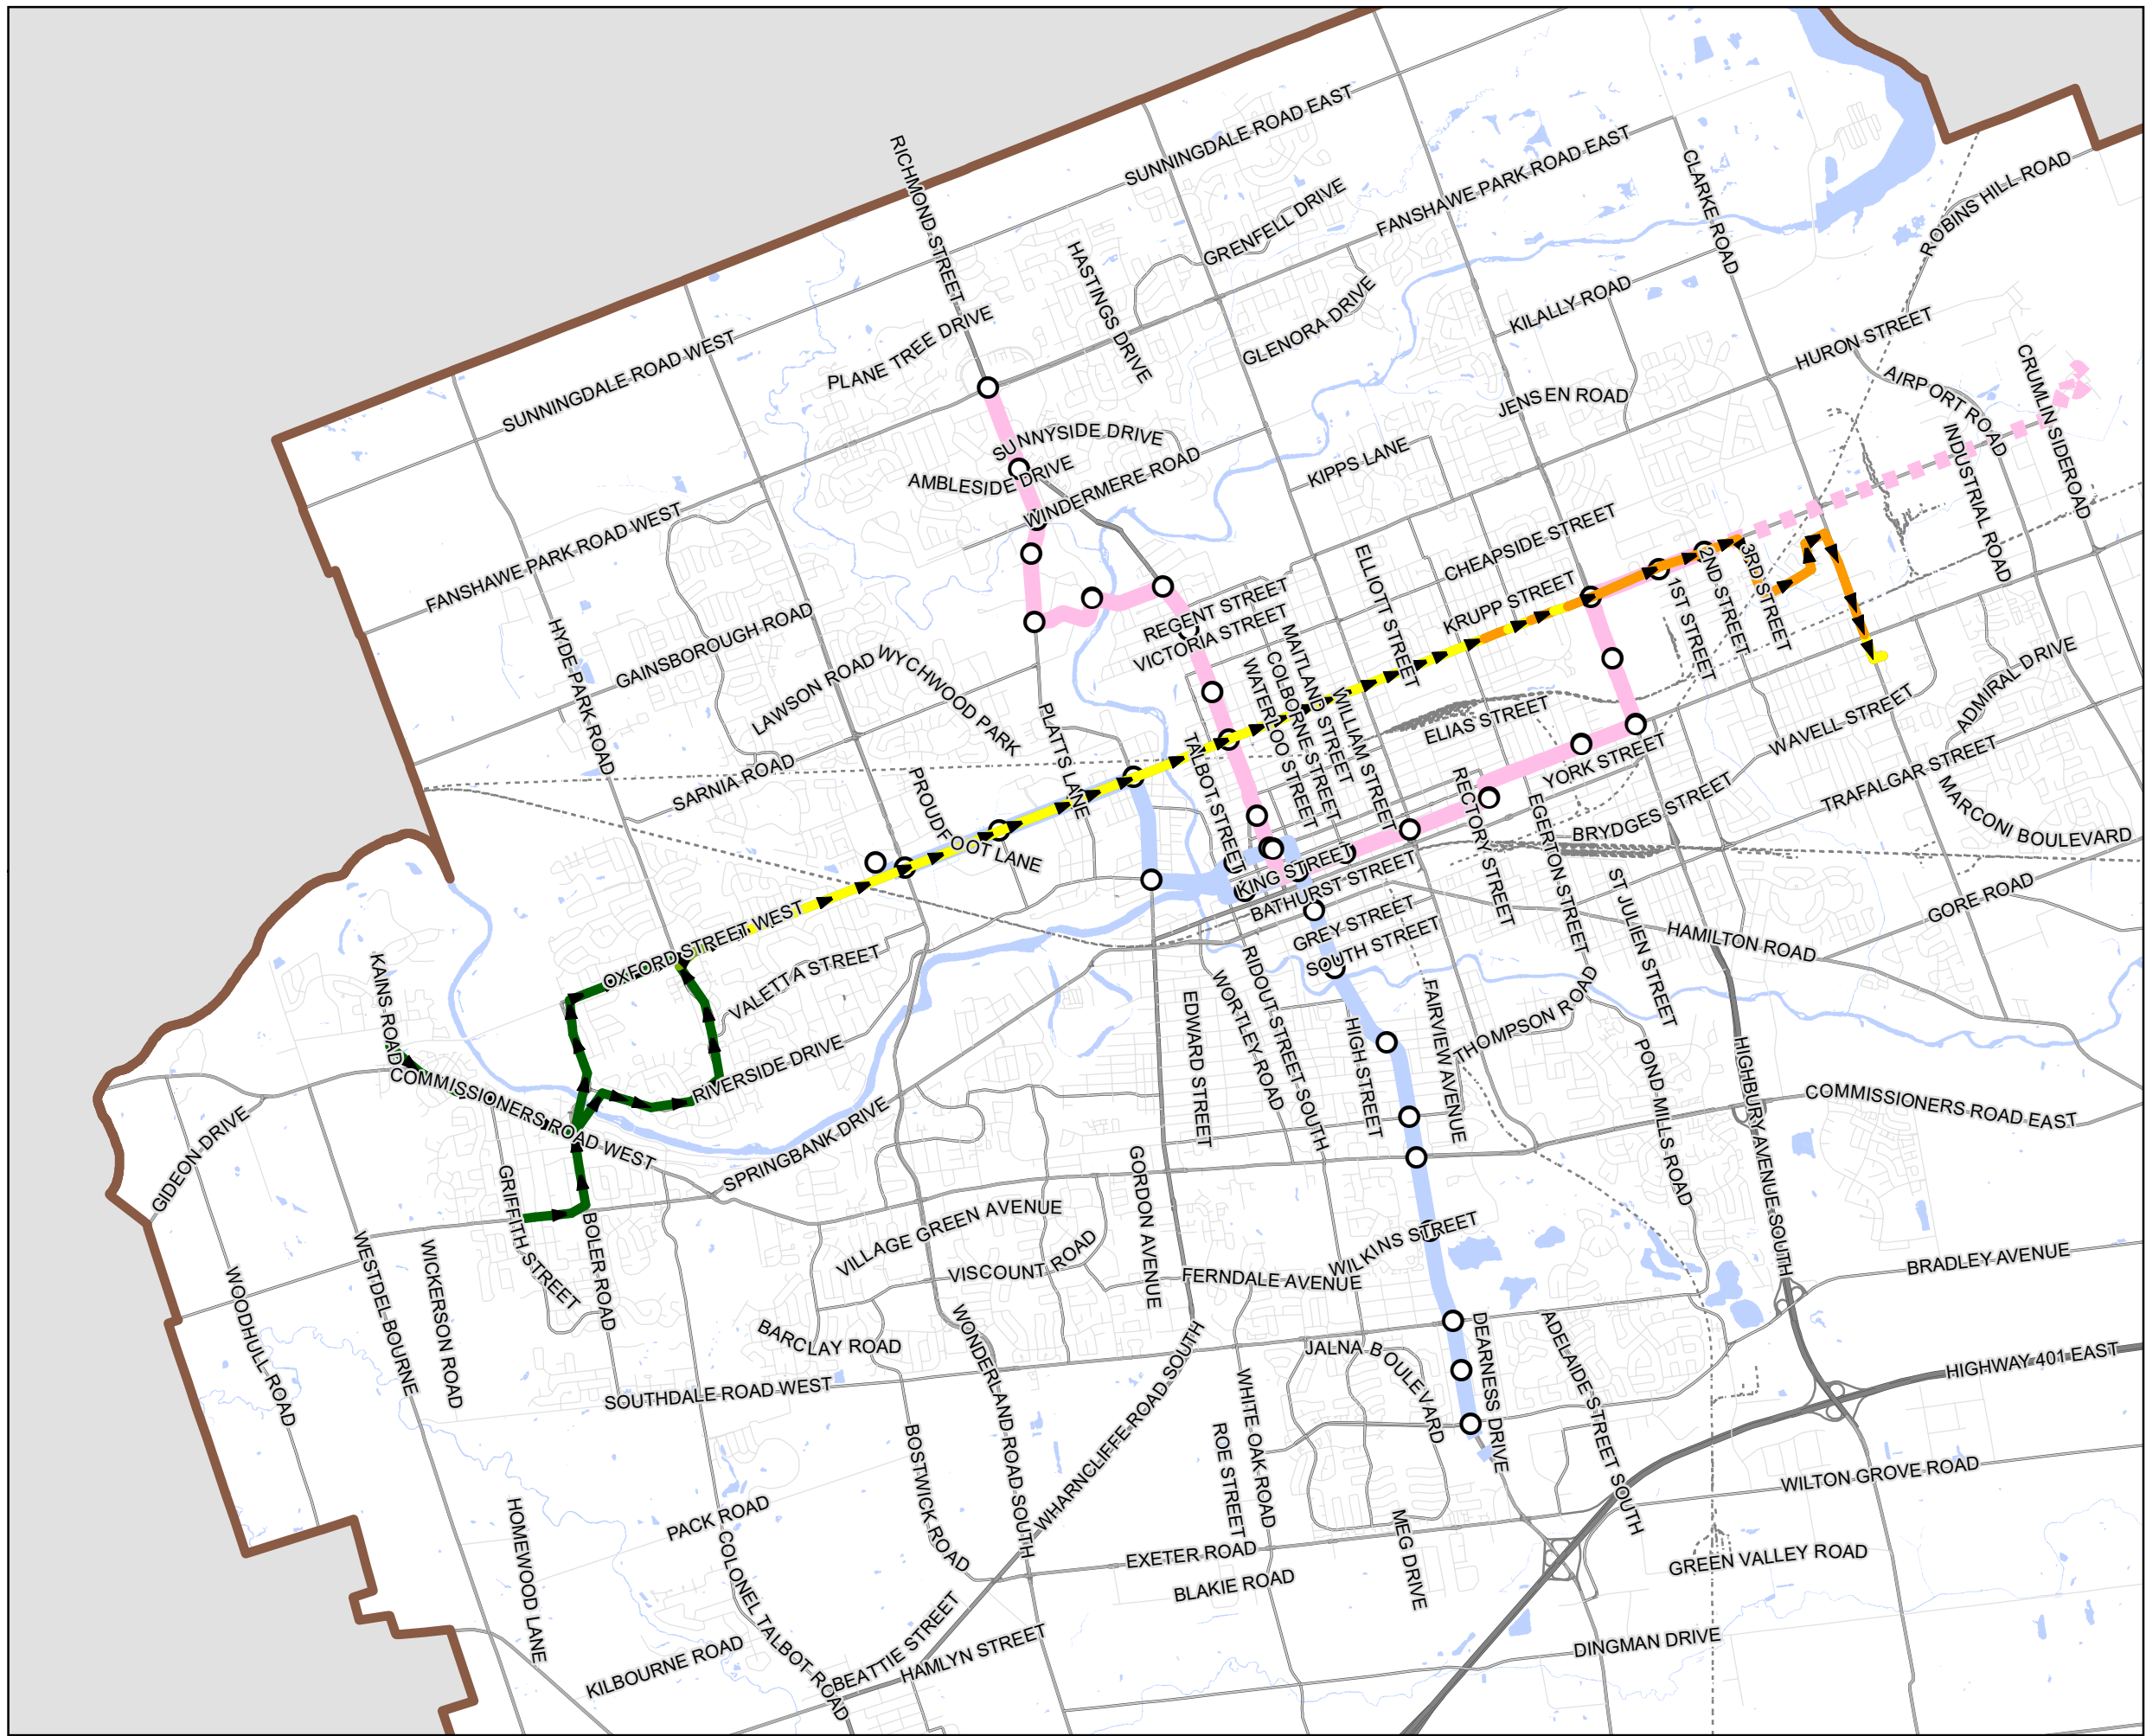 SUNNINGDALE ROAD EAST
RICHMOND STREET
FANSHAWE PARK ROAD EAST
CLARKE ROAD
ROBINS HILL ROAD
GRENFELL DRIVE
HASTINGS DRIVE
KILALLY ROAD
GLENORA DRIVE
PLANE TREE DRIVE
SUNNINGDALE ROAD WEST
HURON STREET
CRUMLIN SIDEROAD
AIRPORT ROAD
JENSEN ROAD
SUNNYSIDE DRIVE
AMBLESIDE DRIVE
WINDERMERE ROAD
KIPPS LANE
INDUSTRIAL ROAD
FANSHAWE PARK ROAD WEST
CHEAPSIDE STREET
ELLIOTT STREET
KRUPP STREET
1ST STREET
2ND STREET
3RD STREET
REGENT STREET
VICTORIA STREET
GAINSBOROUGH ROAD
HYDE PARK ROAD
LAWSON ROAD
WYCHWOOD PARK
MAITLAND STREET
COLBORNE STREET
WATERLOO STREET
WILLIAM STREET
ADMIRAL DRIVE
PLATTS LANE
TALBOT STREET
ELIAS STREET
WAVELL STREET
YORK STREET
SARNIA ROAD
PROUDFOOT LANE
RECTORY STREET
EGERTON STREET
TRAFALGAR STREET
BRYDGES STREET
MARCONI BOULEVARD
KING STREET
BATHURST STREET
ST JULIEN STREET
GORE ROAD
GREY STREET
SOUTH STREET
HAMILTON ROAD
OXFORD STREET WEST
VALETTA STREET
KAINS ROAD
RIDOUT STREET SOUTH
WORTLEY ROAD
EDWARD STREET
HIGH STREET
FAIRVIEW AVENUE
THOMPSON ROAD
POND MILLS ROAD
HIGHBURY AVENUE SOUTH
RIVERSIDE DRIVE
COMMISSIONERS ROAD WEST
COMMISSIONERS ROAD EAST
GIDEON DRIVE
SPRINGBANK DRIVE
GRIFFITH STREET
BOLER ROAD
GORDON AVENUE
VILLAGE GREEN AVENUE
VISCOUNT ROAD
WILKINS STREET
FERNDALE AVENUE
BRADLEY AVENUE
WOODHULL ROAD
WESTDEL BOURNE
WICKERSON ROAD
BARCLAY ROAD
WONDERLAND ROAD SOUTH
WHARNCLIFFE ROAD SOUTH
JALNA BOULEVARD
DEARNESS DRIVE
ADELAIDE STREET SOUTH
HIGHWAY 401 EAST
SOUTHDALE ROAD WEST
WHITE OAK ROAD
ROE STREET
BOSTWICK ROAD
WILTON GROVE ROAD
PACK ROAD
HOMEWOOD LANE
COLONEL TALBOT ROAD
EXETER ROAD
BLAKIE ROAD
MEG DRIVE
GREEN VALLEY ROAD
BEATTIE STREET
HAMLYN STREET
KILBOURNE ROAD
DINGMAN DRIVE